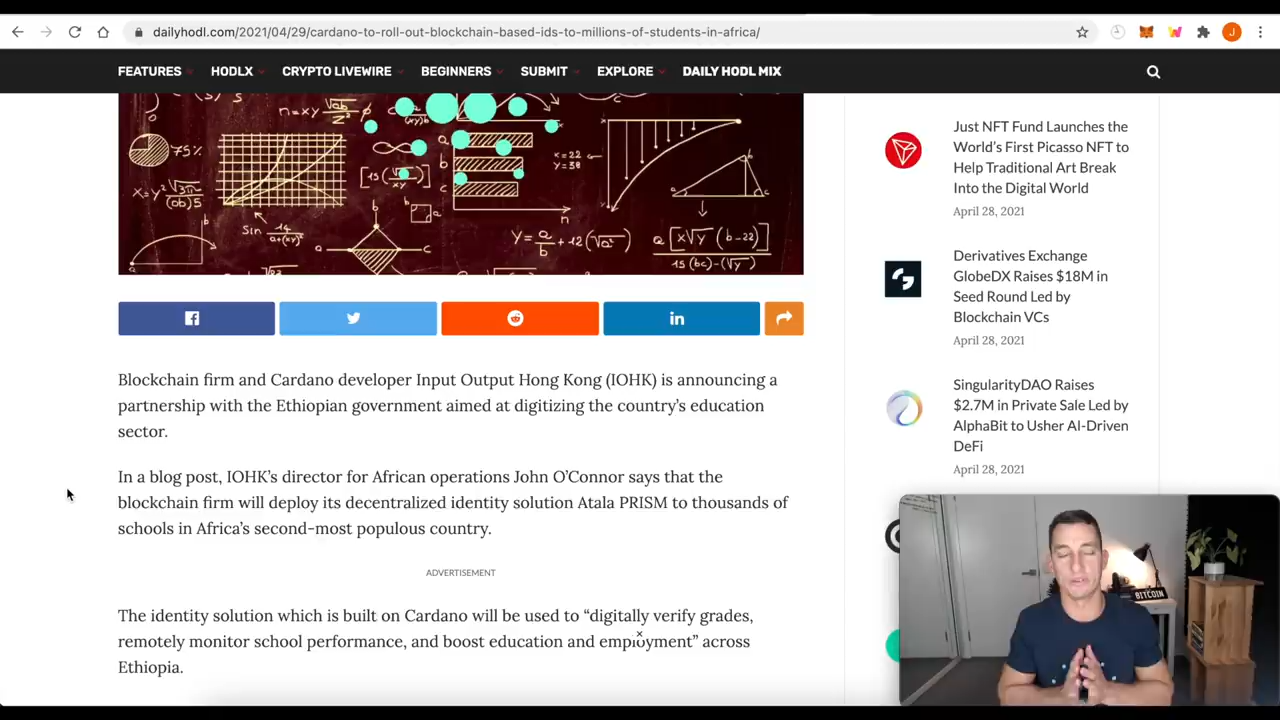 dailyhodl.com/2021/04/29/cardano-to-roll-out-blockchain-based-ids-to-millions-of-students-in-africa/
J
FEATURES HODLX CRYPTO LIVEWIRE BEGINNERS SUBMIT EXPLORE DAILY HODL MIX
75%
x=22
y=38
a
b
c
n
Sin
Just NFT Fund Launches the
World's First Picasso NFT to
Help Traditional Art Break
Into the Digital World
April 28, 2021
Derivatives Exchange
GlobeDX Raises $18M in
Seed Round Led by
Blockchain VCs
April 28, 2021
SingularityDAO Raises
$2.7M in Private Sale Led by
AlphaBit to Usher AI-Driven
DeFi
April 28, 2021
Blockchain firm and Cardano developer Input Output Hong Kong (IOHK) is announcing a
partnership with the Ethiopian government aimed at digitizing the country's education
sector.
In a blog post, IOHK's director for African operations John O'Connor says that the
blockchain firm will deploy its decentralized identity solution Atala PRISM to thousands of
schools in Africa's second-most populous country.
ADVERTISEMENT
The identity solution which is built on Cardano will be used to “digitally verify grades,
remotely monitor school performance, and boost education and employment” across
Ethiopia.
BITCOIN